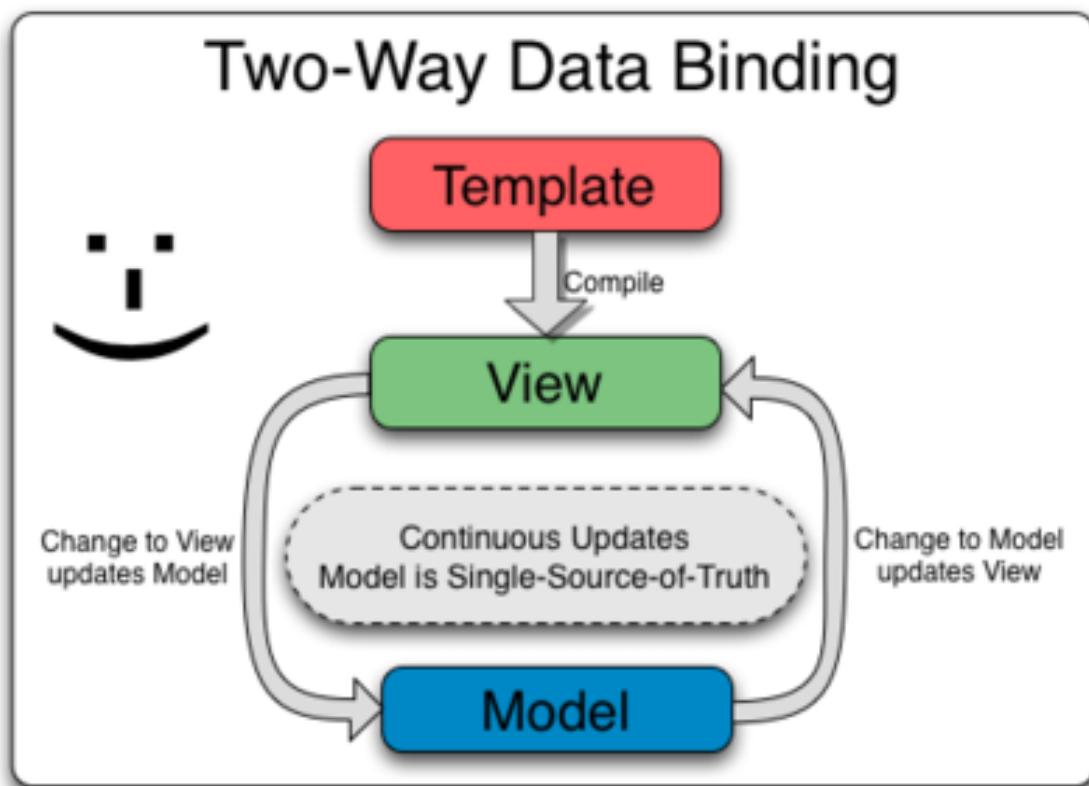 Two-Way Data Binding
Template
Compile
View
Change to View
updates Model
Continuous Updates
Model is Single-Source-of-Truth
Change to Model
updates View
Model